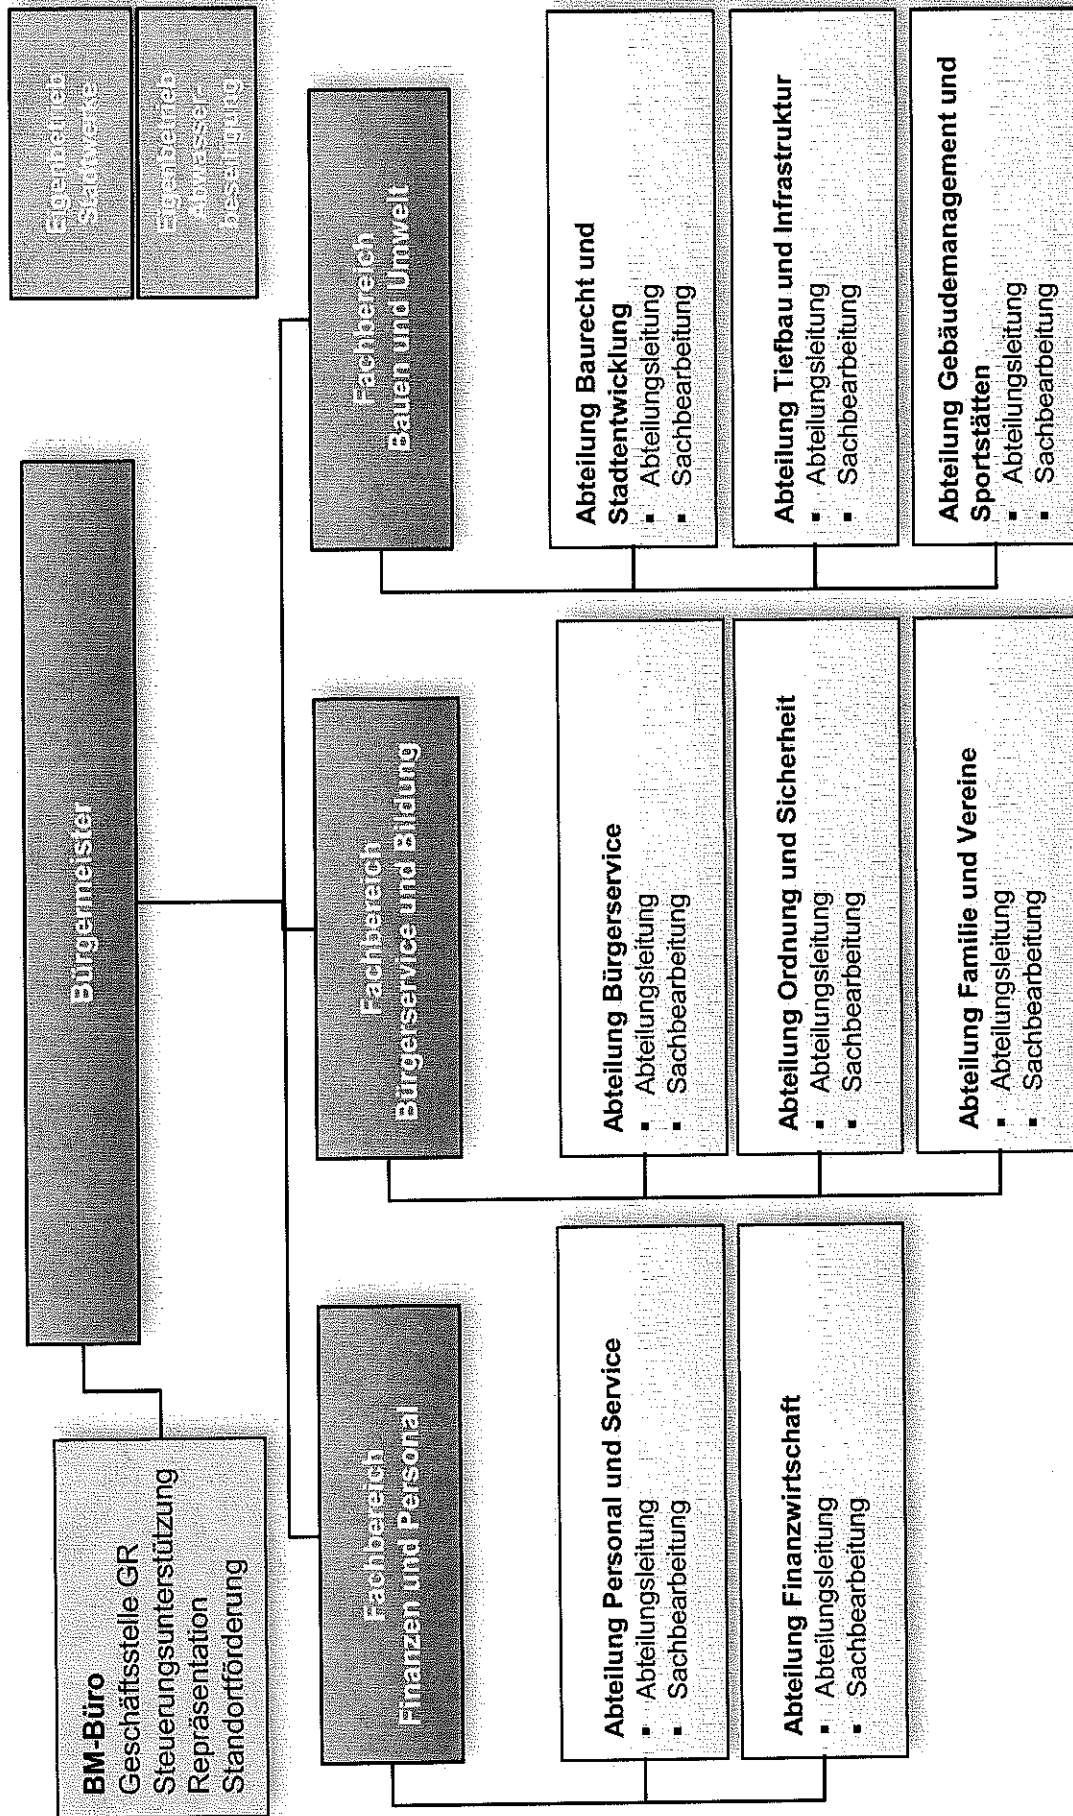 BM-Büro
Geschäftsstelle GR
Steuerungsunterstützung
Repräsentation
Standortförderung
Bürgermeister
Eigenbetrieb
Stadtwerke
Eigenbetrieb
Abwasser-
beseitigung
Fachbereich
Finanzen und Personal
Abteilung Personal und Service
▪ Abteilungsleitung
▪ Sachbearbeitung
Abteilung Finanzwirtschaft
▪ Abteilungsleitung
▪ Sachbearbeitung
Fachbereich
Bürgerservice und Bildung
Abteilung Bürgerservice
▪ Abteilungsleitung
▪ Sachbearbeitung
Abteilung Ordnung und Sicherheit
▪ Abteilungsleitung
▪ Sachbearbeitung
Abteilung Familie und Vereine
▪ Abteilungsleitung
▪ Sachbearbeitung
Fachbereich
Bauen und Umwelt
Abteilung Baurecht und
Stadtentwicklung
▪ Abteilungsleitung
▪ Sachbearbeitung
Abteilung Tiefbau und Infrastruktur
▪ Abteilungsleitung
▪ Sachbearbeitung
Abteilung Gebäudemanagement und
Sportstätten
▪ Abteilungsleitung
▪ Sachbearbeitung